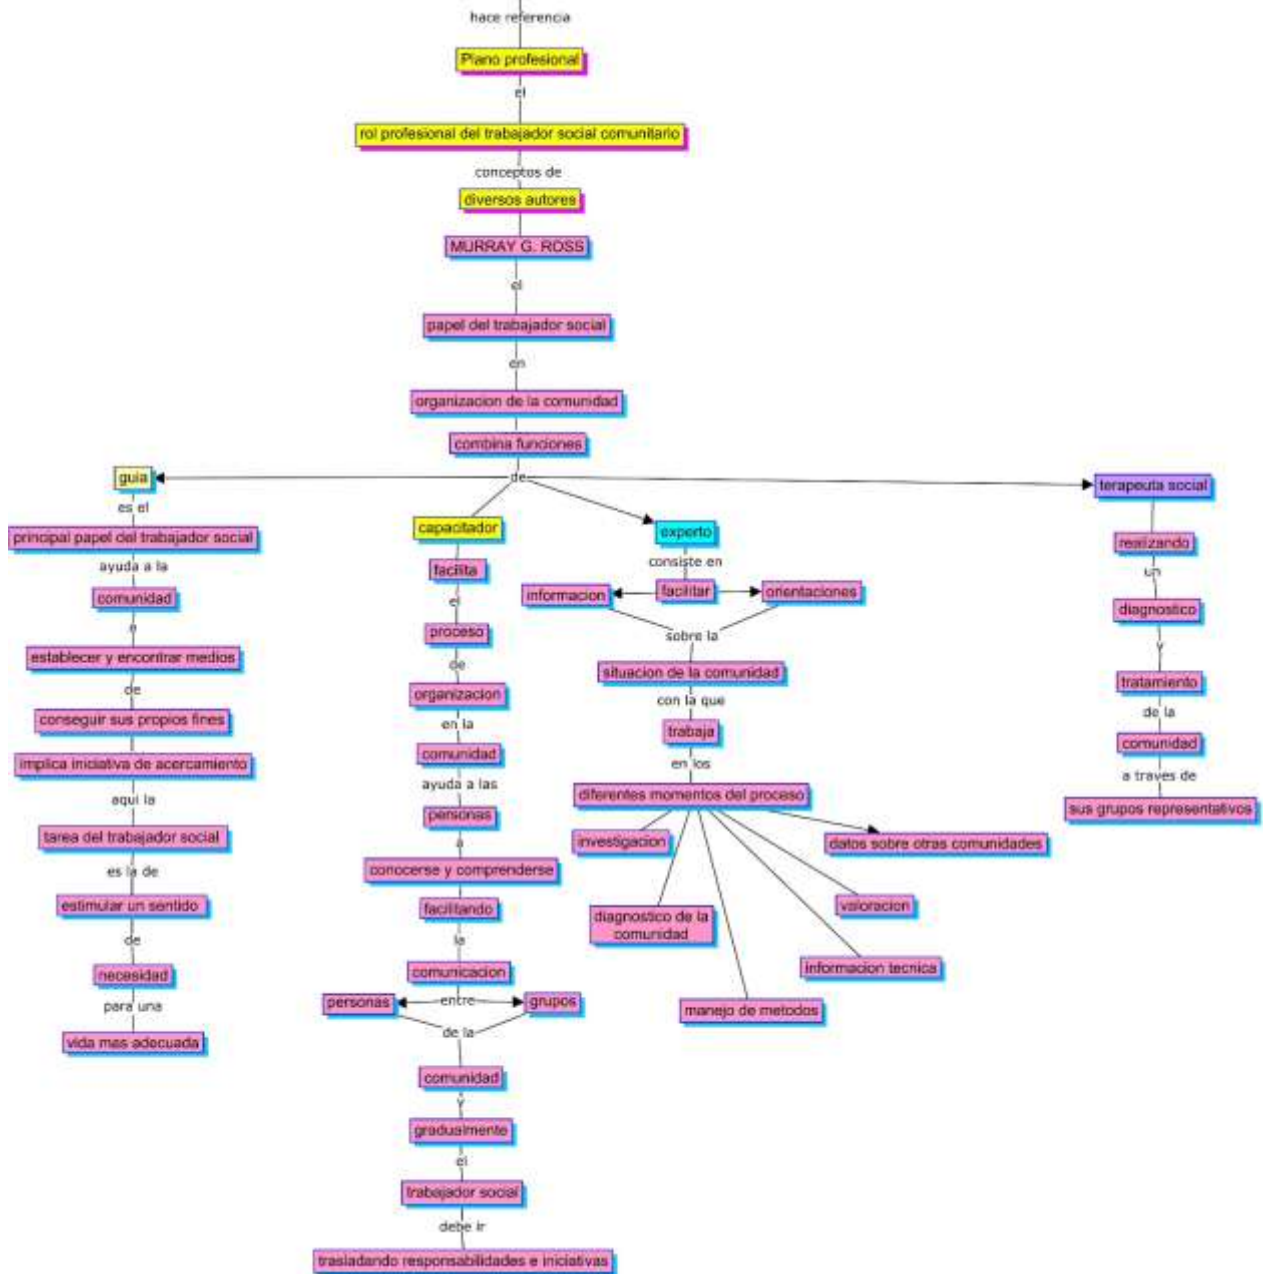 hace referencia
Plano profesional
el
rol profesional del trabajador social comunitario
conceptos de
diversos autores
MURRAY G. ROSS
el
papel del trabajador social
en
organizacion de la comunidad
combina funciones
de
guia
es el
principal papel del trabajador social
ayuda a la
comunidad
a
establecer y encontrar medios
de
conseguir sus propios fines
implica iniciativa de acercamiento
aqui la
tarea del trabajador social
es la de
estimular un sentido
de
necesidad
para una
vida mas adecuada
capacitador
facilita
el
proceso
de
organizacion
en la
comunidad
ayuda a las
personas
a
conocerse y comprenderse
facilitando
la
comunicacion
entre
personas
grupos
de la
comunidad
y
gradualmente
el
trabajador social
debe ir
trasladando responsabilidades e iniciativas
experto
consiste en
facilitar
informacion
orientaciones
sobre la
situacion de la comunidad
con la que
trabaja
en los
diferentes momentos del proceso
investigacion
diagnostico de la
comunidad
manejo de metodos
informacion tecnica
valoracion
datos sobre otras comunidades
terapeuta social
realizando
un
diagnostico
y
tratamiento
de la
comunidad
a traves de
sus grupos representativos